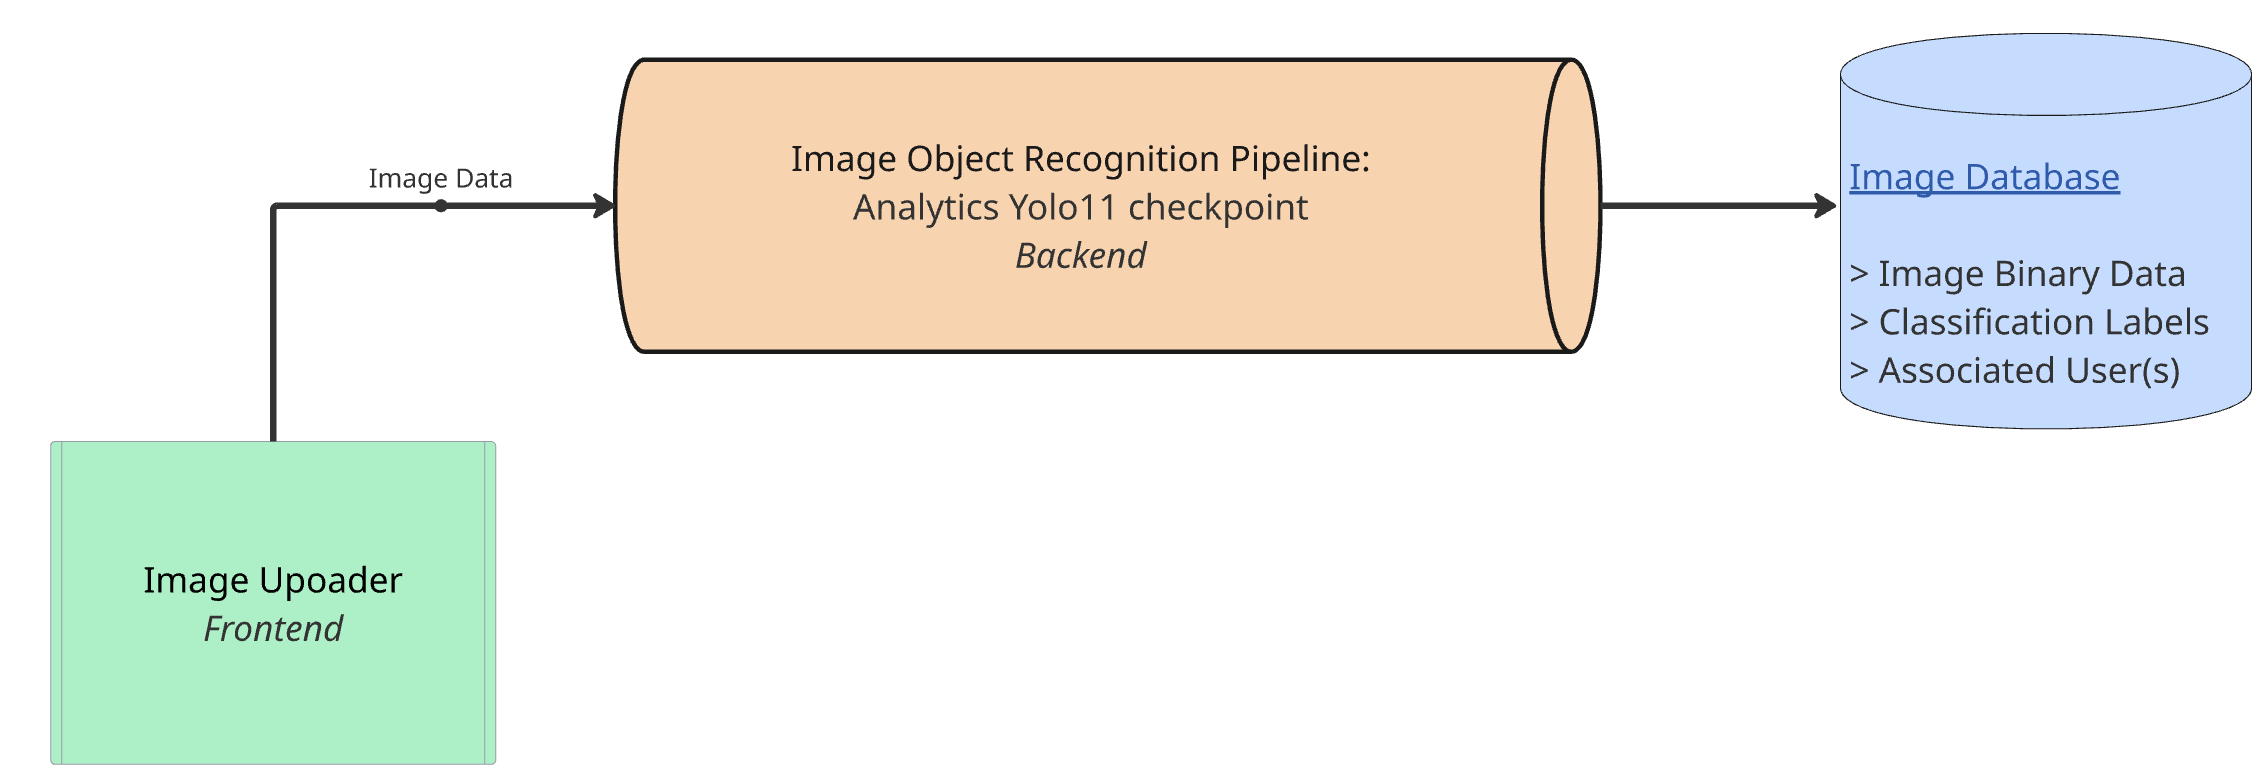 Image Data
Image Object Recognition Pipeline:
Analytics Yolo11 checkpoint
Backend
Image Database
> Image Binary Data
> Classification Labels
> Associated User(s)
Image Upoader
Frontend